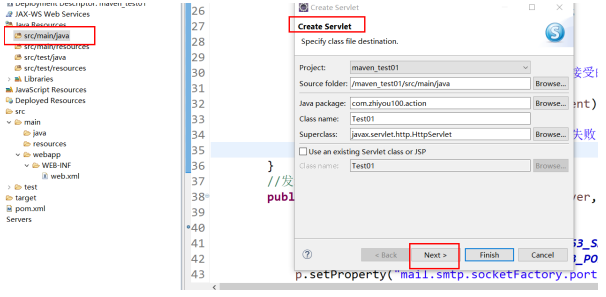 Deployment Descriptor: maven_test01
JAX-WS Web Services
Java Resources
src/main/java
src/main/resources
src/test/java
src/test/resources
Libraries
JavaScript Resources
Deployed Resources
src
main
java
resources
webapp
WEB-INF
web.xml
test
target
pom.xml
Servers
26
29
30
31
32
33
34
35
36 }
37 //发
38 publ
39
40
41
42
43 p.setProperty("mail.smtp.socketFactory.port
Create Servlet
Create Servlet
Specify class file destination.
S
Project: maven_test01
Source folder: /maven_test01/src/main/java Browse...
Java package: com.zhiyou100.action Browse...
Class name: Test01
Superclass: javax.servlet.http.HttpServlet Browse...
Use an existing Servlet class or JSP
Class name: Test01 Browse...
? < Back Next > Finish Cancel
接受的
ent)
失败
ver,